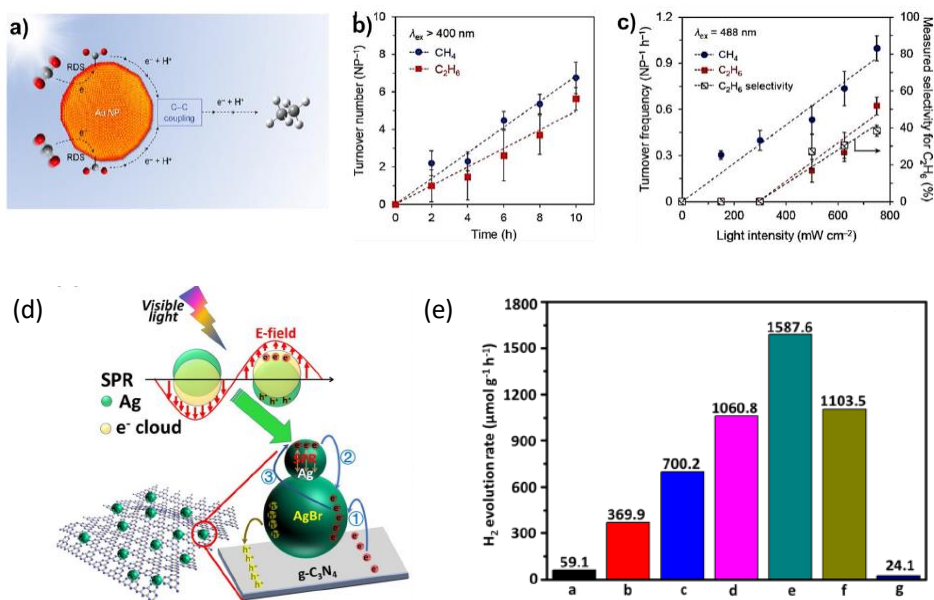 a)
RDS
e⁻
e⁻ + H⁺
Au NP
C–C
coupling
e⁻ + H⁺
e⁻
RDS
e⁻ + H⁺
b)
Turnover number (NP⁻¹)
λex > 400 nm
CH₄
C₂H₆
10
8
6
4
2
0
0 2 4 6 8 10
Time (h)
c)
Turnover frequency (NP⁻¹ h⁻¹)
λex = 488 nm
CH₄
C₂H₆
C₂H₆ selectivity
1.2
0.9
0.6
0.3
0
0 200 400 600 800
Light intensity (mW cm⁻²)
100
90
80
70
60
50
40
30
20
10
0
Measured selectivity
for C₂H₆ (%)
(d)
Visible
light
E-field
e e e
h⁺ h⁺ h⁺
SPR
Ag
e⁻ cloud
SPR
Ag
②
③
①
AgBr
h⁺
h⁺
h⁺
h⁺
e
e
e
e
g-C₃N₄
(e)
H₂ evolution rate (μmol g⁻¹ h⁻¹)
1800
1500
1200
900
600
300
0
59.1
369.9
700.2
1060.8
1587.6
1103.5
24.1
a b c d e f g